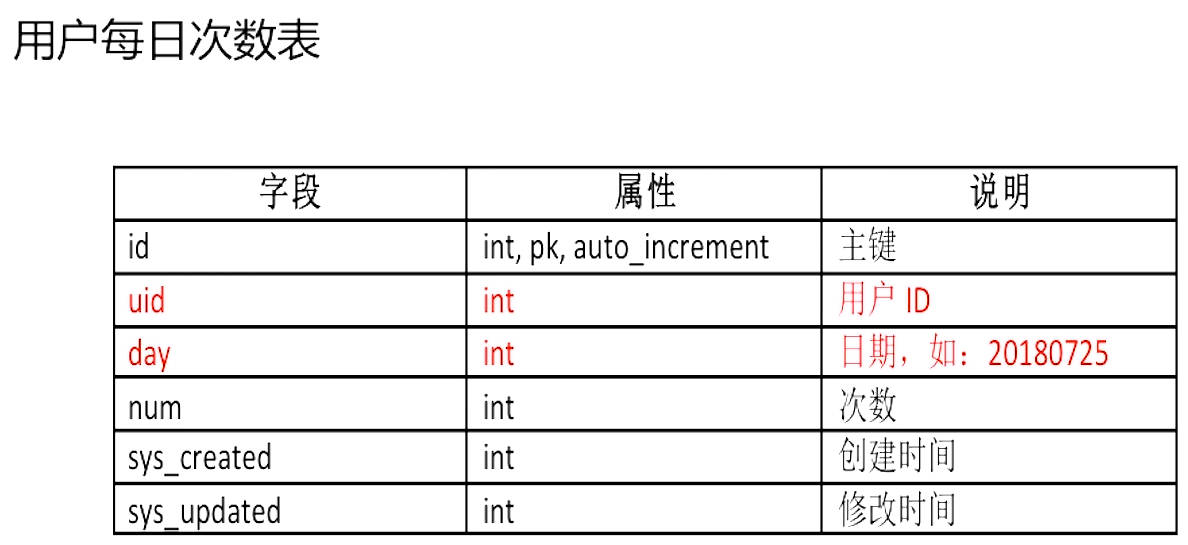 用户每日次数表
字段 属性 说明
id int, pk, auto_increment 主键
uid int 用户 ID
day int 日期，如：20180725
num int 次数
sys_created int 创建时间
sys_updated int 修改时间